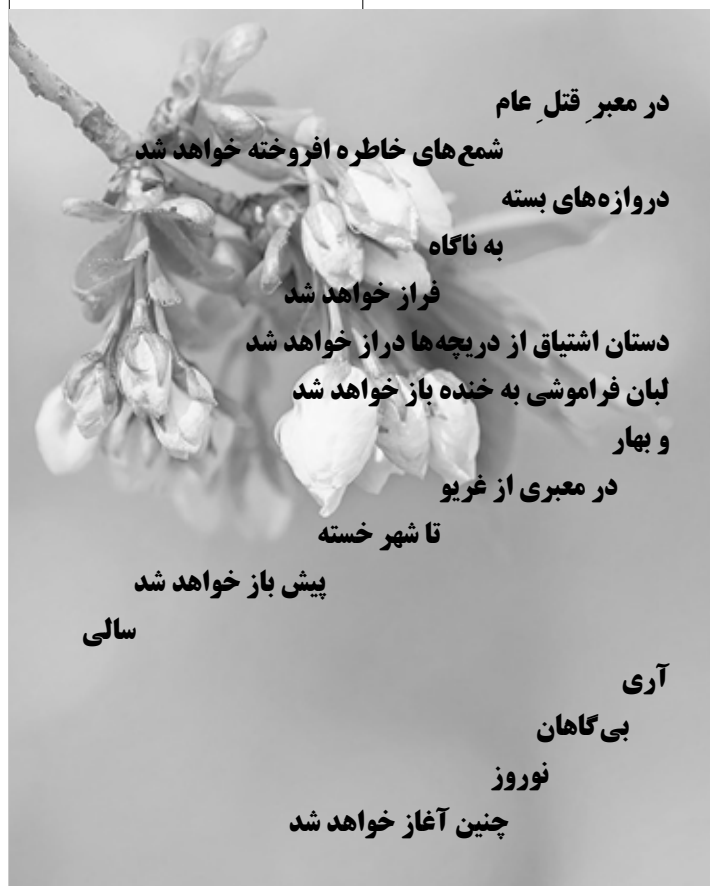 در معبرِ قتل ِعام
شمع‌های خاطره افروخته خواهد شد
دروازه‌های بسته
به ناگاه
فراز خواهد شد
دستان اشتیاق از دریچه‌ها دراز خواهد شد
لبان فراموشی به خنده باز خواهد شد
و بهار
در معبری از غریو
تا شهر خسته
پیش باز خواهد شد
سالی
آری
بی‌گاهان
نوروز
چنین آغاز خواهد شد